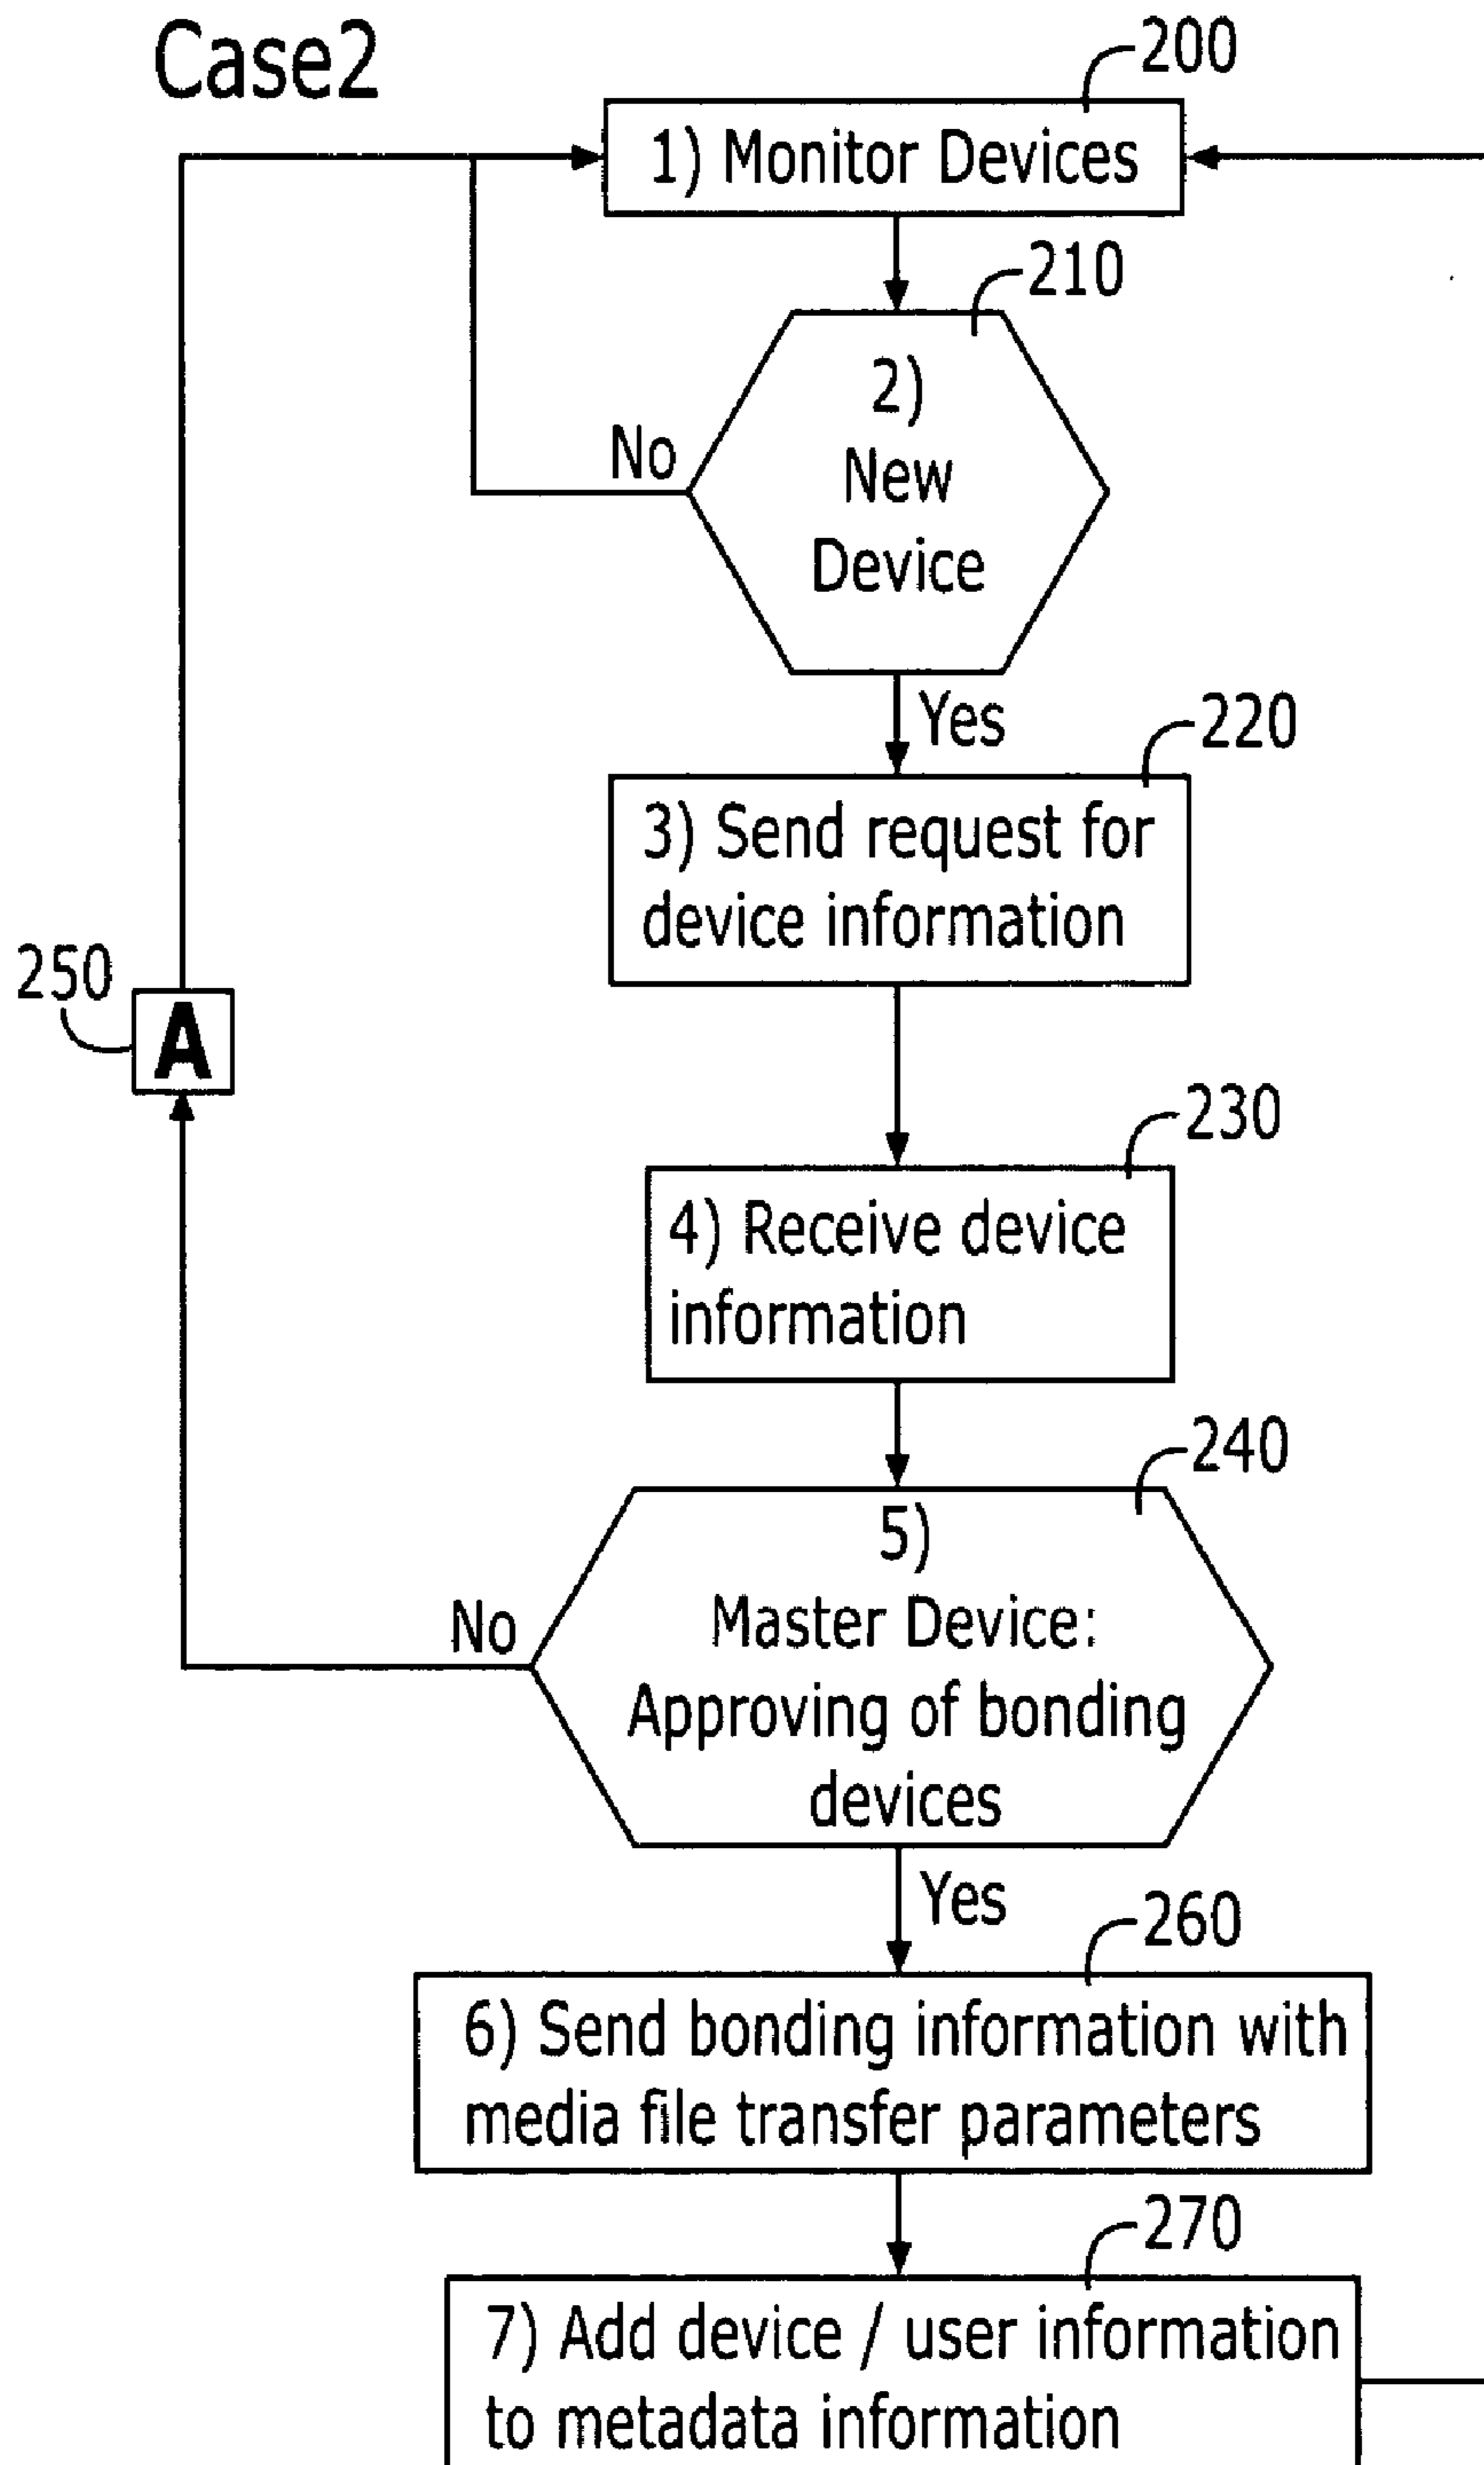 Case2
200
1) Monitor Devices
210
2)
New
Device
No
Yes
220
3) Send request for
device information
250
A
230
4) Receive device
information
240
5)
Master Device:
Approving of bonding
devices
No
Yes
260
6) Send bonding information with
media file transfer parameters
270
7) Add device / user information
to metadata information